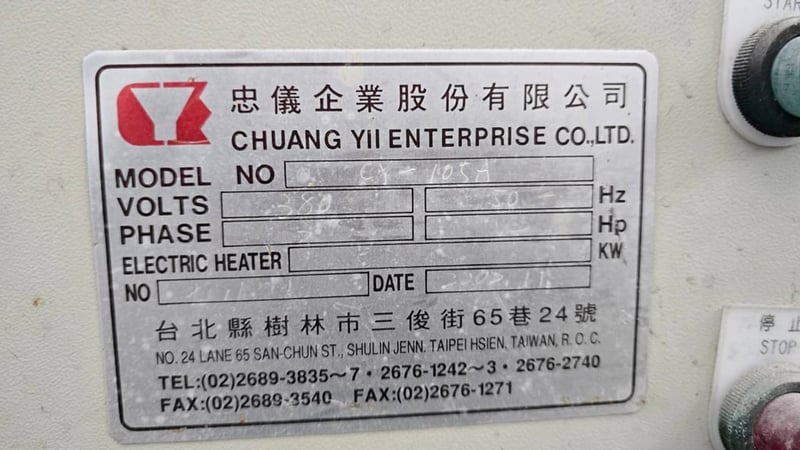 忠儀企業股份有限公司
CHUANG YII ENTERPRISE CO.,LTD.
MODEL NO
VOLTS 380 50 Hz
PHASE Hp
ELECTRIC HEATER KW
NO DATE
台北縣樹林市三俊街65巷24號
NO. 24 LANE 65 SAN-CHUN ST., SHULIN JENN. TAIPEI HSIEN, TAIWAN, R. O. C.
TEL:(02)2689-3835～7・2676-1242～3・2676-2740
FAX:(02)2689-3540 FAX:(02)2676-1271
停止
STOP